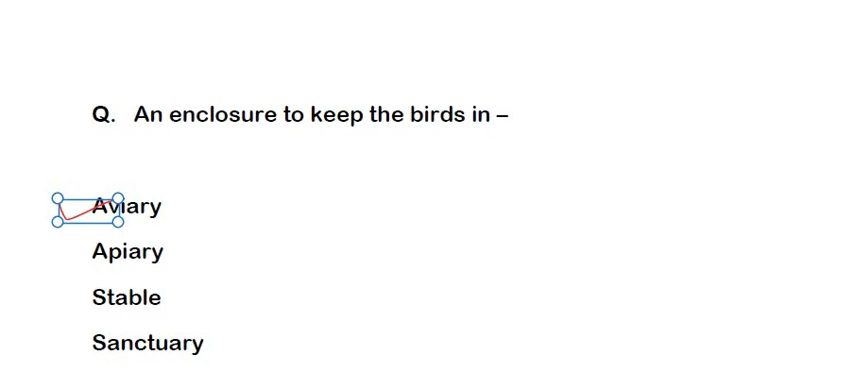 Q. An enclosure to keep the birds in –
Aviary
Apiary
Stable
Sanctuary